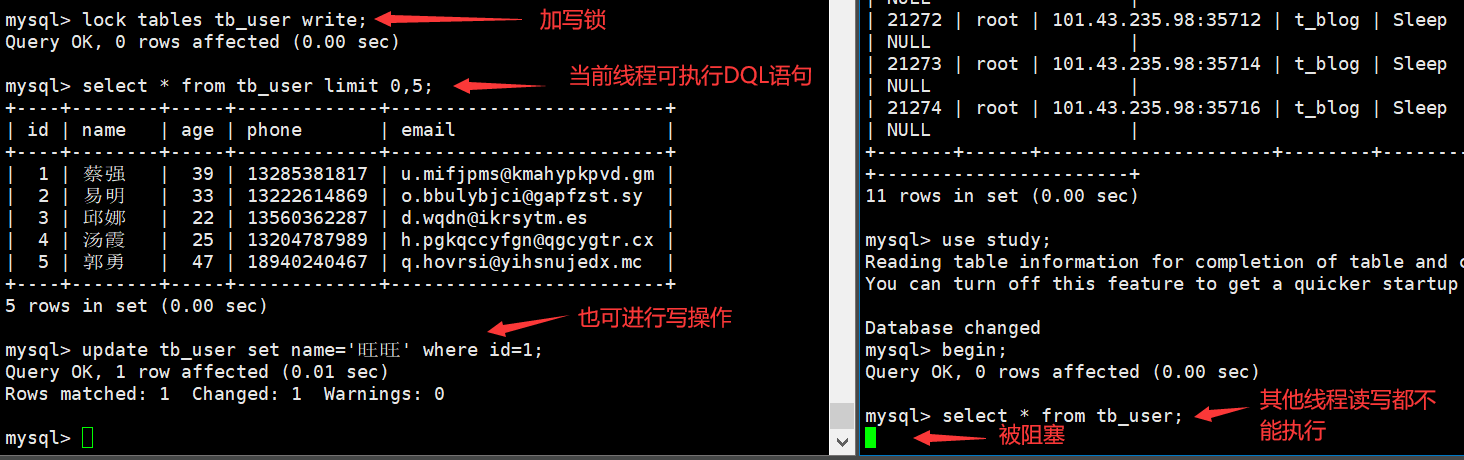 mysql> lock tables tb_user write;
加写锁
Query OK, 0 rows affected (0.00 sec)
mysql> select * from tb_user limit 0,5;
当前线程可执行DQL语句
+----+--------+-----+-------------+-------------------------+
| id | name   | age | phone       | email                   |
+----+--------+-----+-------------+-------------------------+
|  1 | 蔡强   |  39 | 13285381817 | u.mifjpms@kmahypkpvd.gm |
|  2 | 易明   |  33 | 13222614869 | o.bbulybjci@gapfzst.sy  |
|  3 | 邱娜   |  22 | 13560362287 | d.wqdn@ikrsytm.es       |
|  4 | 汤霞   |  25 | 13204787989 | h.pgkqccyfgn@qgcygtr.cx |
|  5 | 郭勇   |  47 | 18940240467 | q.hovrsi@yihsnujedx.mc  |
+----+--------+-----+-------------+-------------------------+
5 rows in set (0.00 sec)
也可进行写操作
mysql> update tb_user set name='旺旺' where id=1;
Query OK, 1 row affected (0.01 sec)
Rows matched: 1  Changed: 1  Warnings: 0
mysql>
| 21272 | root | 101.43.235.98:35712 | t_blog | Sleep
| NULL                  |
| 21273 | root | 101.43.235.98:35714 | t_blog | Sleep
| NULL                  |
| 21274 | root | 101.43.235.98:35716 | t_blog | Sleep
| NULL                  |
+-------+------+---------------------+--------+--------
+-----------------------+
11 rows in set (0.00 sec)
mysql> use study;
Reading table information for completion of table and
You can turn off this feature to get a quicker startup
Database changed
mysql> begin;
Query OK, 0 rows affected (0.00 sec)
mysql> select * from tb_user;
其他线程读写都不
能执行
被阻塞